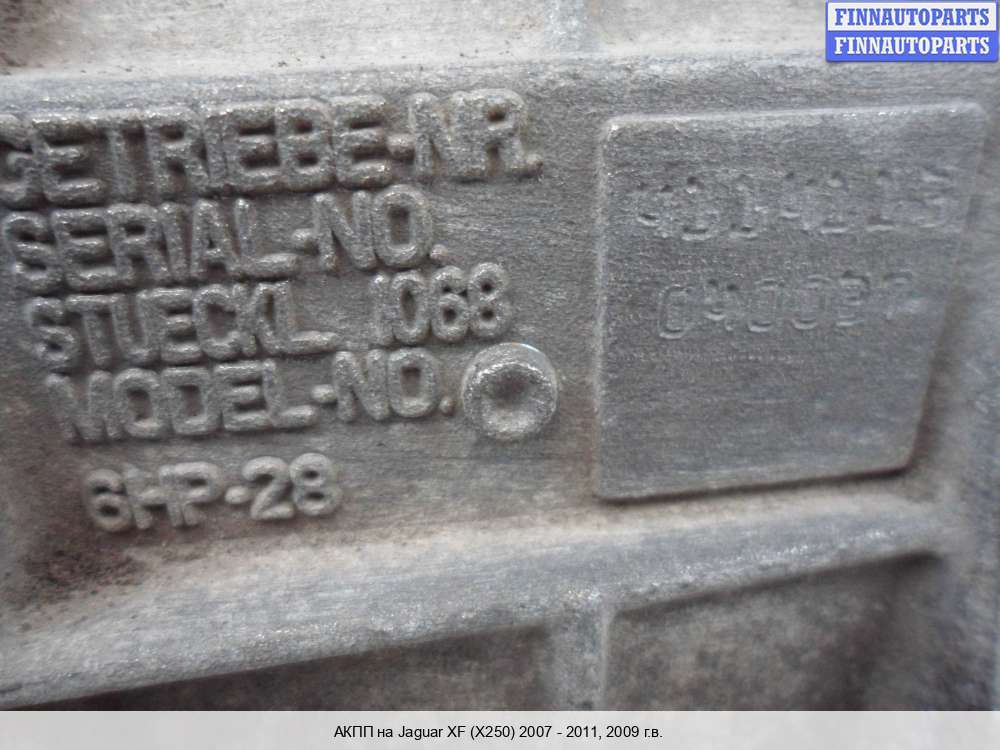 FINNAUTOPARTS
FINNAUTOPARTS
GETRIEBE-NR.
SERIAL-NO.
STUECKL. 1068
MODEL-NO.
6HP-28
АКПП на Jaguar XF (X250) 2007 - 2011, 2009 г.в.